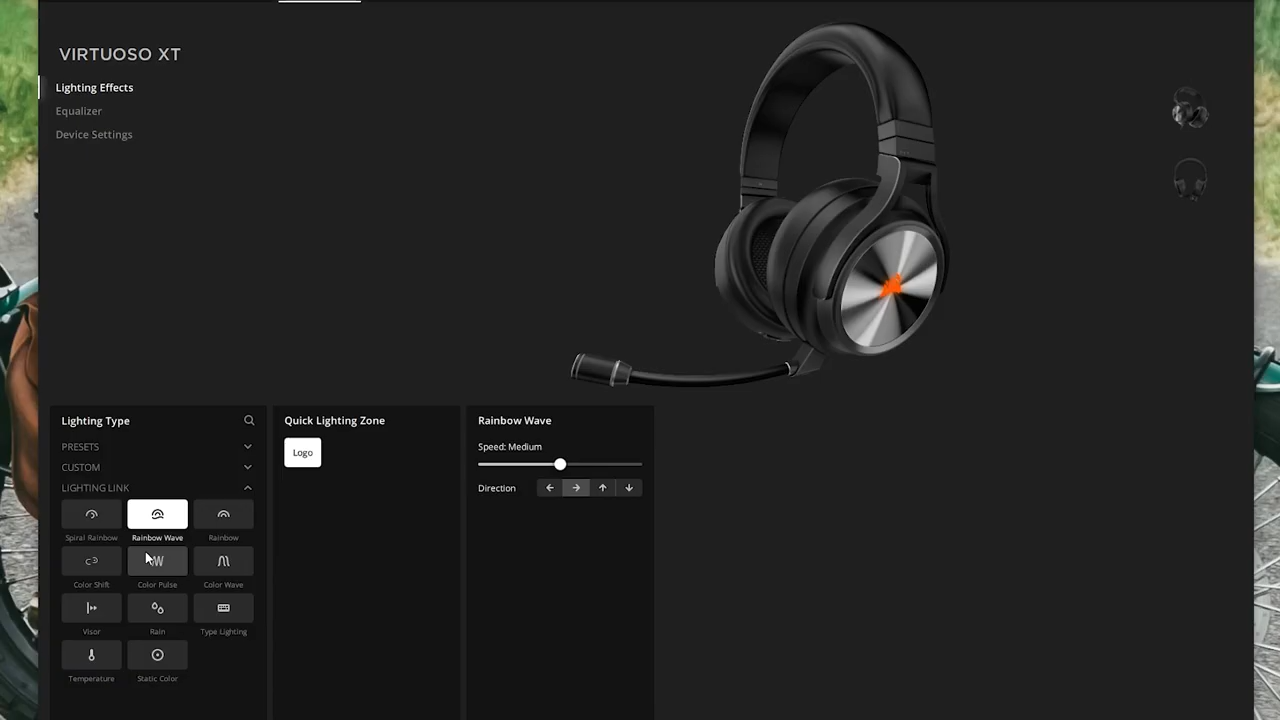 VIRTUOSO XT
Lighting Effects
Equalizer
Device Settings
Lighting Type
PRESETS
CUSTOM
LIGHTING LINK
Spiral Rainbow
Rainbow Wave
Rainbow
Color Shift
Color Pulse
Color Wave
Visor
Rain
Type Lighting
Temperature
Static Color
Quick Lighting Zone
Logo
Rainbow Wave
Speed: Medium
Direction